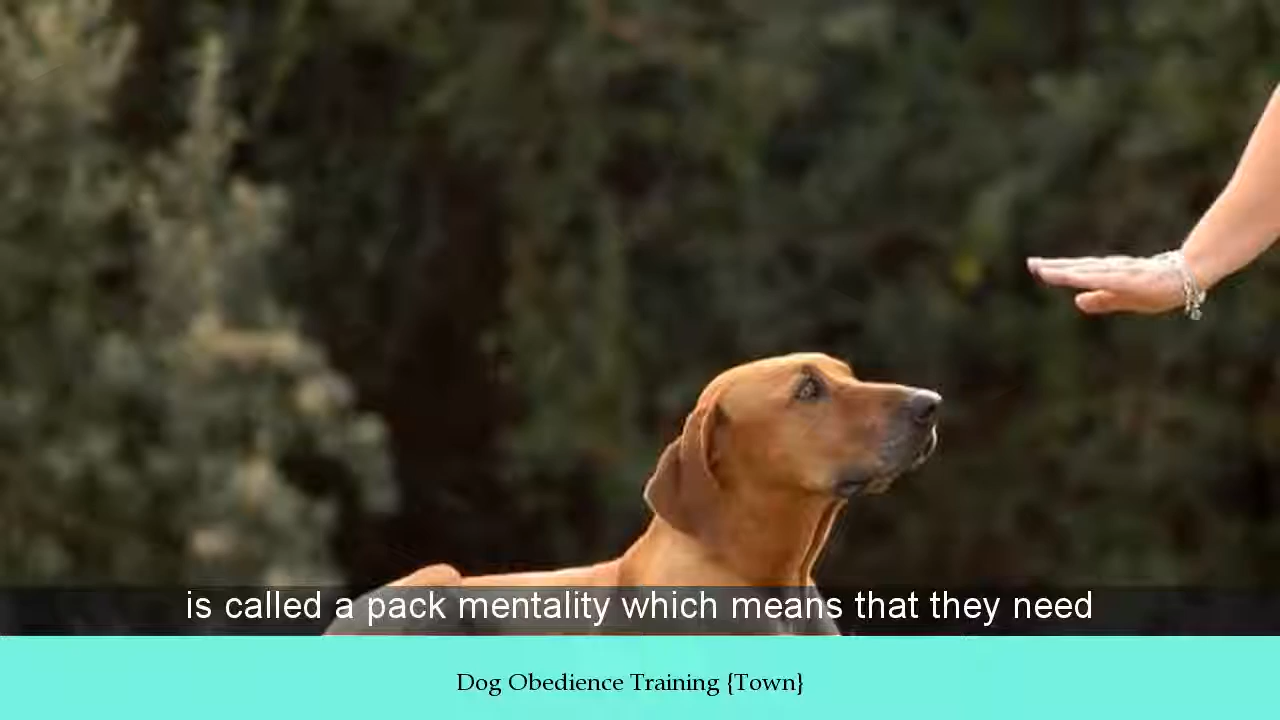 is called a pack mentality which means that they need
Dog Obedience Training {Town}